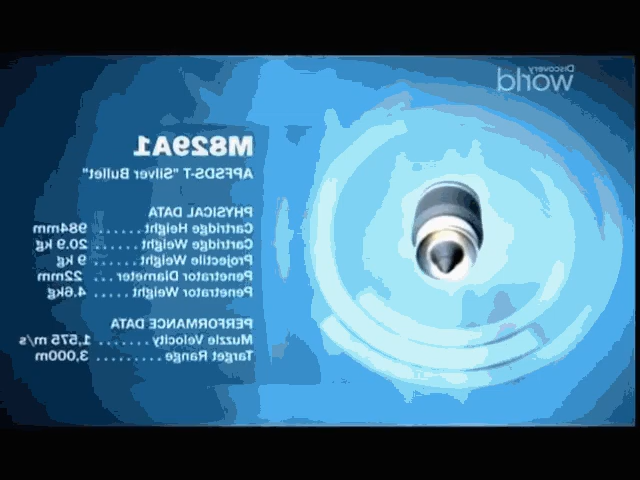 Discovery
world
M829A1
APFSDS-T "Silver Bullet"
PHYSICAL DATA
Cartridge Height ....... 984mm
Cartridge Weight ....... 20.9 kg
Projectile Weight ....... 9 kg
Penetrator Diameter ... 22mm
Penetrator Weight ..... 4.6kg
PERFORMANCE DATA
Muzzle Velocity ....... 1,575 m/s
Target Range .......... 3,000m